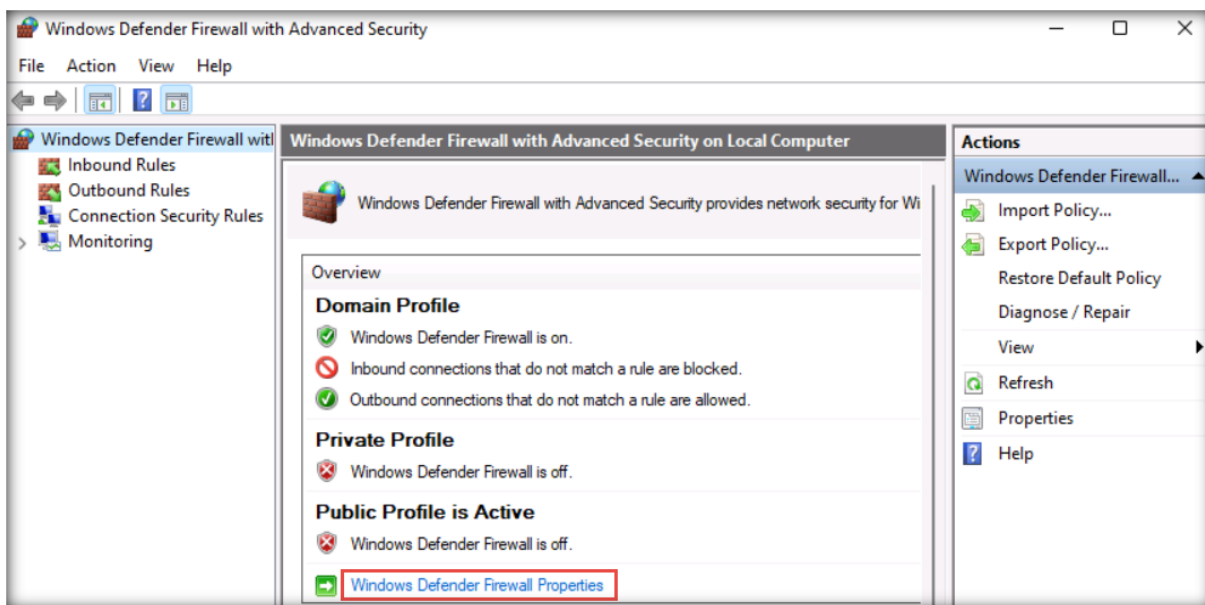 Windows Defender Firewall with Advanced Security
File Action View Help
Windows Defender Firewall witl
Inbound Rules
Outbound Rules
Connection Security Rules
Monitoring
Windows Defender Firewall with Advanced Security on Local Computer
Windows Defender Firewall with Advanced Security provides network security for Wi
Overview
Domain Profile
Windows Defender Firewall is on.
Inbound connections that do not match a rule are blocked.
Outbound connections that do not match a rule are allowed.
Private Profile
Windows Defender Firewall is off.
Public Profile is Active
Windows Defender Firewall is off.
Windows Defender Firewall Properties
Actions
Windows Defender Firewall...
Import Policy...
Export Policy...
Restore Default Policy
Diagnose / Repair
View
Refresh
Properties
Help